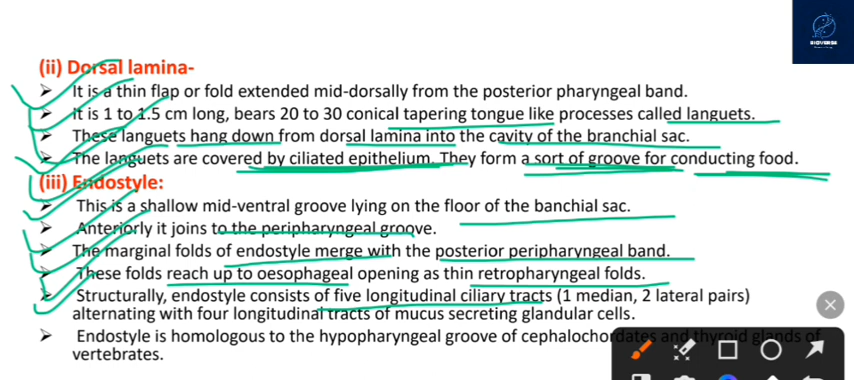 BIOVERSE
(ii) Dorsal lamina-
➢ It is a thin flap or fold extended mid-dorsally from the posterior pharyngeal band.
➢ It is 1 to 1.5 cm long, bears 20 to 30 conical tapering tongue like processes called languets.
➢ These languets hang down from dorsal lamina into the cavity of the branchial sac.
➢ The languets are covered by ciliated epithelium. They form a sort of groove for conducting food.
(iii) Endostyle:
➢ This is a shallow mid-ventral groove lying on the floor of the banchial sac.
➢ Anteriorly it joins to the peripharyngeal groove.
➢ The marginal folds of endostyle merge with the posterior peripharyngeal band.
➢ These folds reach up to oesophageal opening as thin retropharyngeal folds.
➢ Structurally, endostyle consists of five longitudinal ciliary tracts (1 median, 2 lateral pairs)
alternating with four longitudinal tracts of mucus secreting glandular cells.
➢ Endostyle is homologous to the hypopharyngeal groove of cephalochordates and thyroid glands of
vertebrates.